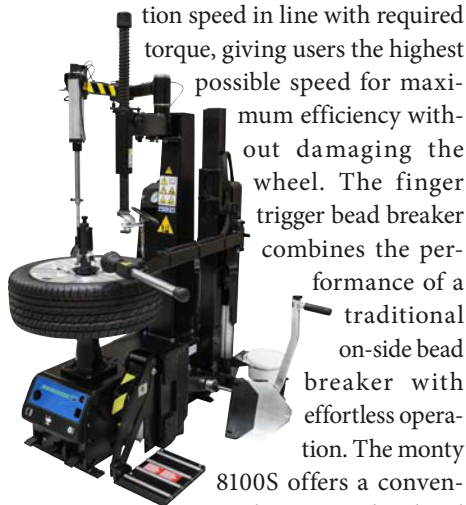 tion speed in line with required
torque, giving users the highest
possible speed for maxi-
mum efficiency with-
out damaging the
wheel. The finger
trigger bead breaker
combines the per-
formance of a
traditional
on-side bead
breaker with
effortless opera-
tion. The monty
8100S offers a conven-